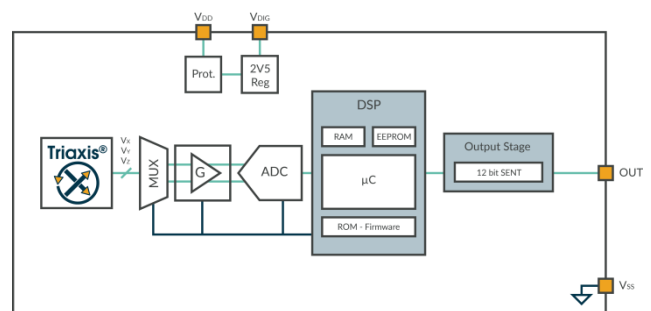 VDD
VDIG
Prot.
2V5
Reg
DSP
RAM
EEPROM
Triaxis®
VX
VY
VZ
MUX
G
ADC
µC
Output Stage
12 bit SENT
OUT
ROM - Firmware
VSS